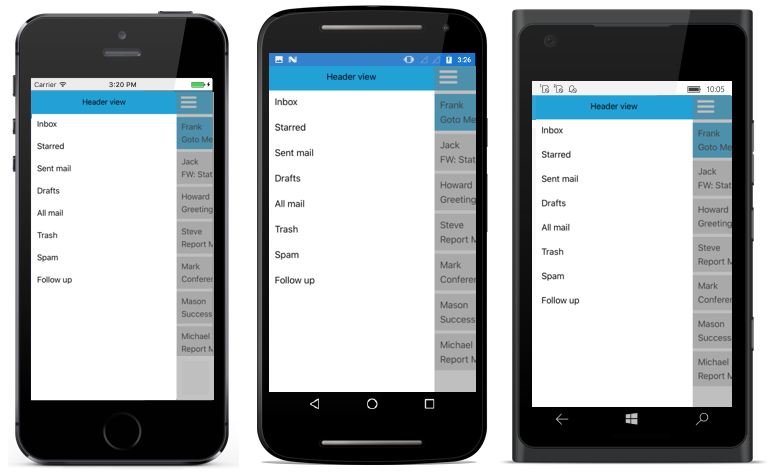 Carrier 3:20 PM
Header view
Inbox
Starred
Sent mail
Drafts
All mail
Trash
Spam
Follow up
Frank
Goto Me
Jack
FW: Stat
Howard
Greeting
Steve
Report M
Mark
Conferen
Mason
Success
Michael
Report M
3:26
Header view
Inbox
Starred
Sent mail
Drafts
All mail
Trash
Spam
Follow up
Frank
Goto Me
Jack
FW: Stat
Howard
Greeting
Steve
Report M
Mark
Conferen
Mason
Success
Michael
Report M
10:05
Header view
Inbox
Starred
Sent mail
Drafts
All mail
Trash
Spam
Follow up
Frank
Goto Me
Jack
FW: Stat
Howard
Greeting
Steve
Report M
Mark
Conferen
Mason
Success
Michael
Report M